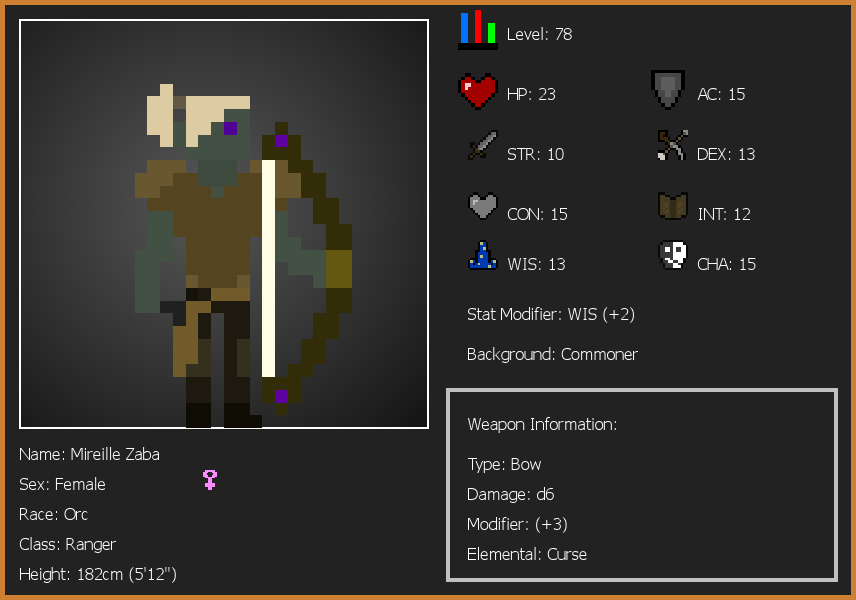 Level: 78
HP: 23
AC: 15
STR: 10
DEX: 13
CON: 15
INT: 12
WIS: 13
CHA: 15
Stat Modifier: WIS (+2)
Background: Commoner
Weapon Information:
Type: Bow
Damage: d6
Modifier: (+3)
Elemental: Curse
Name: Mireille Zaba
Sex: Female
Race: Orc
Class: Ranger
Height: 182cm (5'12")